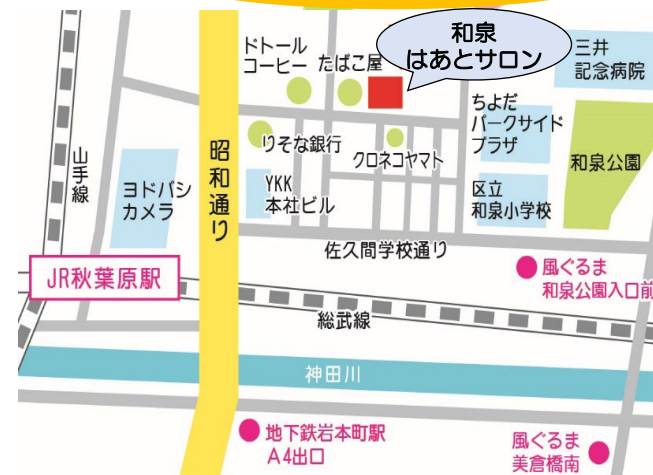 和泉
はあとサロン
ドトール
コーヒー
たばこ屋
三井
記念病院
ちよだ
パークサイド
プラザ
和泉公園
りそな銀行
クロネコヤマト
昭和通り
山手線
ヨドバシ
カメラ
YKK
本社ビル
区立
和泉小学校
佐久間学校通り
JR秋葉原駅
風ぐるま
和泉公園入口前
総武線
神田川
地下鉄岩本町駅
A4出口
風ぐるま
美倉橋南